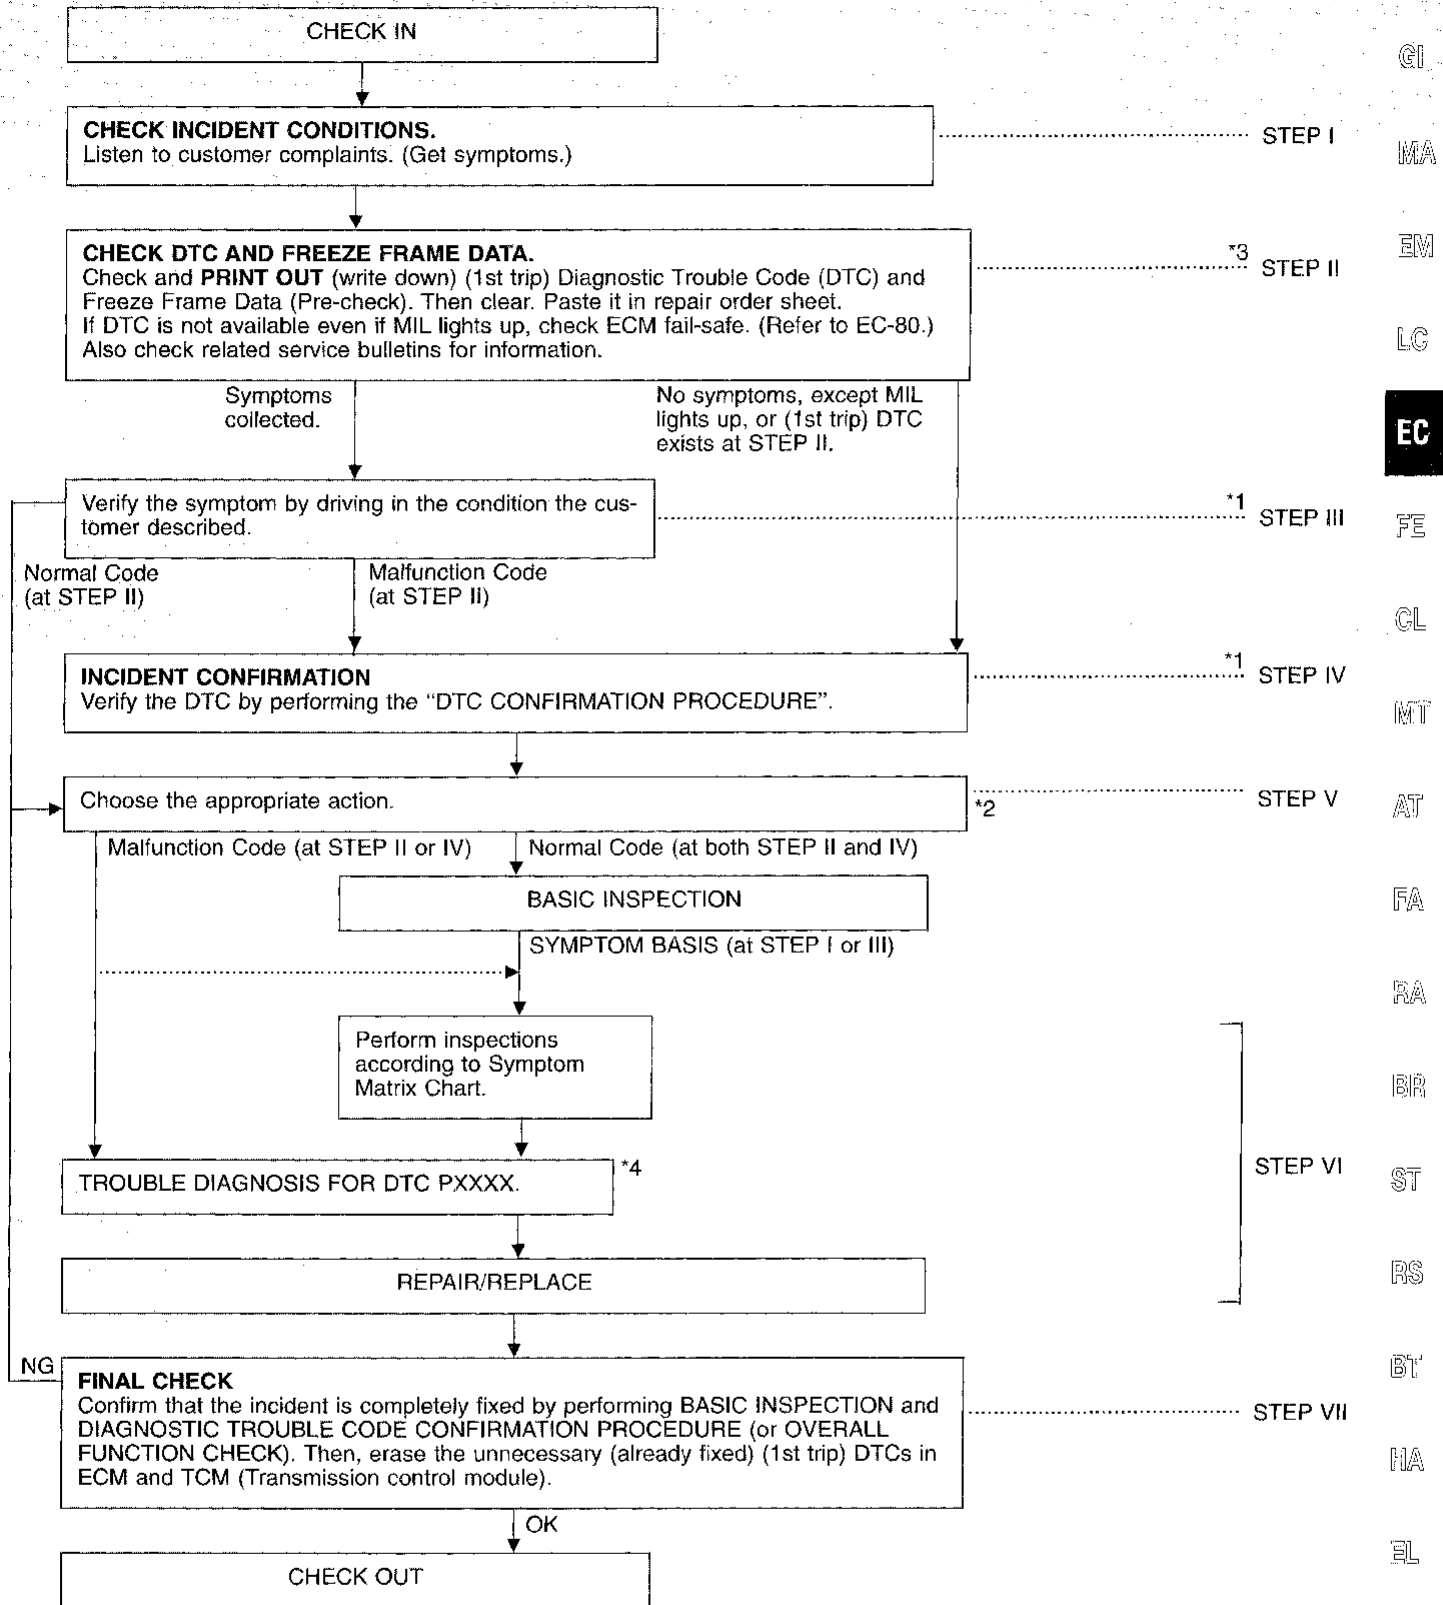 CHECK IN
CHECK INCIDENT CONDITIONS.
Listen to customer complaints. (Get symptoms.)
STEP I
CHECK DTC AND FREEZE FRAME DATA.
Check and PRINT OUT (write down) (1st trip) Diagnostic Trouble Code (DTC) and
Freeze Frame Data (Pre-check). Then clear. Paste it in repair order sheet.
If DTC is not available even if MIL lights up, check ECM fail-safe. (Refer to EC-80.)
Also check related service bulletins for information.
*3 STEP II
Symptoms
collected.
No symptoms, except MIL
lights up, or (1st trip) DTC
exists at STEP II.
Verify the symptom by driving in the condition the cus-
tomer described.
*1 STEP III
Normal Code
(at STEP II)
Malfunction Code
(at STEP II)
INCIDENT CONFIRMATION
Verify the DTC by performing the “DTC CONFIRMATION PROCEDURE”.
*1 STEP IV
Choose the appropriate action.
*2 STEP V
Malfunction Code (at STEP II or IV)
Normal Code (at both STEP II and IV)
BASIC INSPECTION
SYMPTOM BASIS (at STEP I or III)
Perform inspections
according to Symptom
Matrix Chart.
TROUBLE DIAGNOSIS FOR DTC PXXXX.
*4
STEP VI
REPAIR/REPLACE
NG
FINAL CHECK
Confirm that the incident is completely fixed by performing BASIC INSPECTION and
DIAGNOSTIC TROUBLE CODE CONFIRMATION PROCEDURE (or OVERALL
FUNCTION CHECK). Then, erase the unnecessary (already fixed) (1st trip) DTCs in
ECM and TCM (Transmission control module).
STEP VII
OK
CHECK OUT
GI
MA
EM
LC
EC
FE
CL
MT
AT
FA
RA
BR
ST
RS
BT
HA
EL